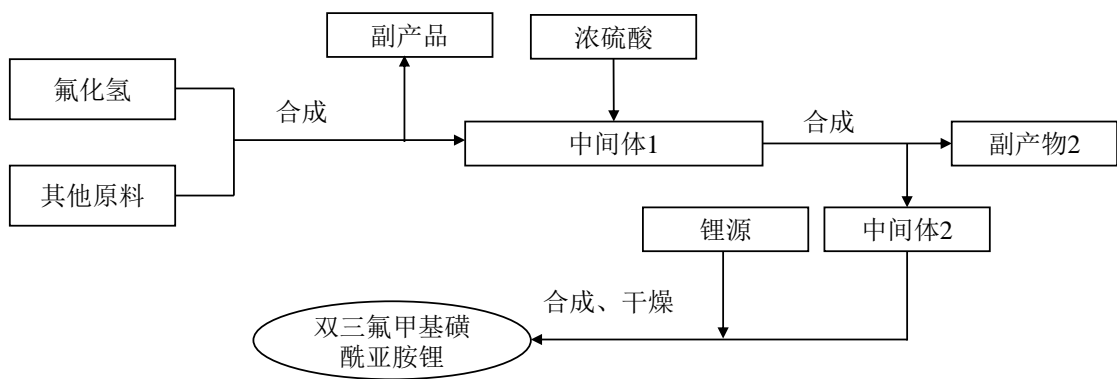 副产品
浓硫酸
氟化氢
合成
合成
中间体1
副产物2
其他原料
锂源
中间体2
合成、干燥
双三氟甲基磺
酰亚胺锂